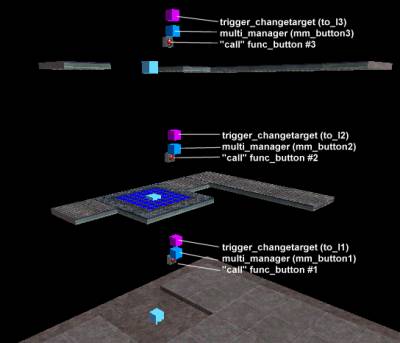 trigger_changetarget (to_l3)
multi_manager (mm_button3)
"call" func_button #3
trigger_changetarget (to_l2)
multi_manager (mm_button2)
"call" func_button #2
trigger_changetarget (to_l1)
multi_manager (mm_button1)
"call" func_button #1